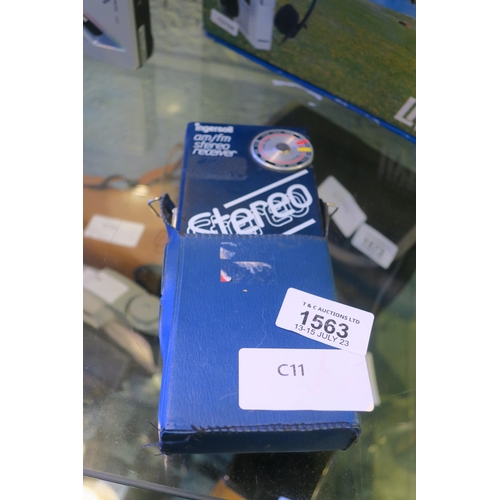 Ingersoll
am/fm
stereo
receiver
stereo
T & C AUCTIONS LTD
1563
13-15 JULY 23
C11